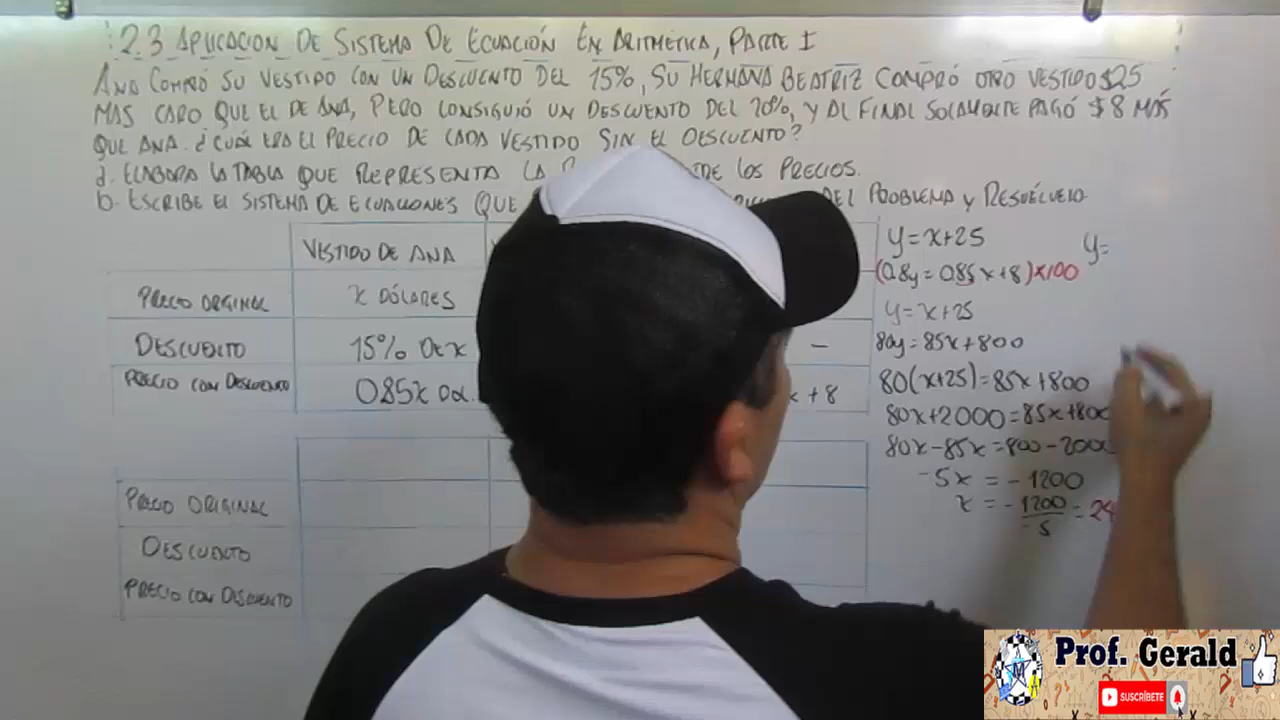 2.3 APLICACION DE SISTEMA DE ECUACIÓN EN ARITMÉTICA, PARTE I
ANA COMPRÓ SU VESTIDO CON UN DESCUENTO DEL 15%, SU HERMANA BEATRIZ COMPRÓ OTRO VESTIDO $25
MAS CARO QUE EL DE ANA, PERO CONSIGUIÓ UN DESCUENTO DEL 20%, Y AL FINAL SOLAMENTE PAGÓ $8 MÁS
QUE ANA. ¿CUÁL ERA EL PRECIO DE CADA VESTIDO SIN EL DESCUENTO?
a. ELABORA LA TABLA QUE REPRESENTA LA DE LOS PRECIOS.
b. ESCRIBE EL SISTEMA DE ECUACIONES QUE DEL PROBLEMA Y RESUÉLVELO
VESTIDO DE ANA
PRECIO ORIGINAL x DÓLARES
DESCUENTO 15% DE x –
PRECIO CON DESCUENTO 0.85x DOL. x + 8
PRECIO ORIGINAL
DESCUENTO
PRECIO CON DISCUENTO
y = x+25
(0.8y = 0.85x+8)×100
y = x+25
80y = 85x+800
80(x+25) = 85x+800
80x+2000 = 85x+800
80x-85x = 800-2000
-5x = -1200
x = -1200/-5 = 24
y=
Prof. Gerald
SUSCRÍBETE